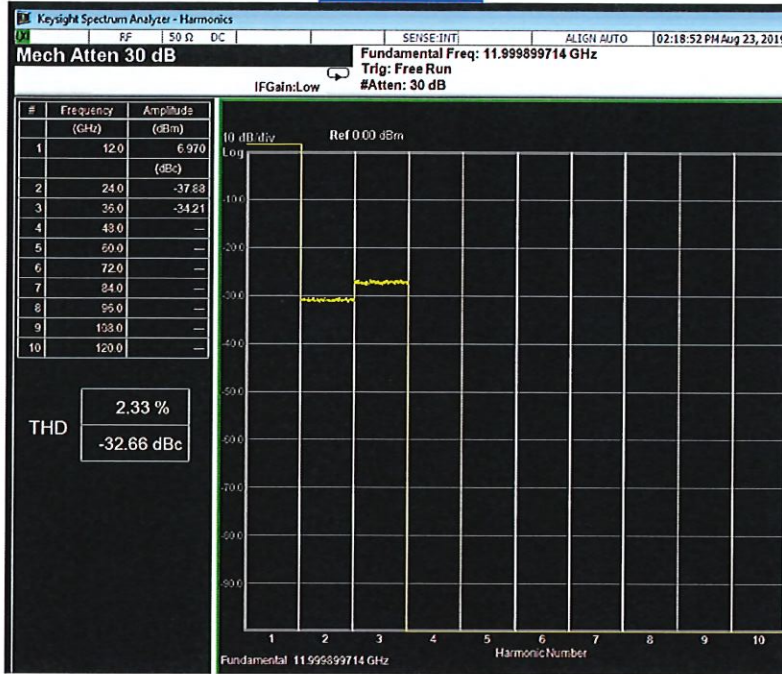 Keysight Spectrum Analyzer - Harmonics
RF 50 Ω DC SENSE:INT ALIGN AUTO 02:18:52 PM Aug 23, 2019
Mech Atten 30 dB
Fundamental Freq: 11.999899714 GHz
Trig: Free Run
IFGain:Low
#Atten: 30 dB
# Frequency Amplitude
(GHz) (dBm)
1 12.0 6.970
(dBc)
2 24.0 -37.88
3 36.0 -34.21
4 48.0 ---
5 60.0 ---
6 72.0 ---
7 84.0 ---
8 96.0 ---
9 108.0 ---
10 120.0 ---
THD
2.33 %
-32.66 dBc
10 dB/div Ref 0.00 dBm
Log
-10.0
-20.0
-30.0
-40.0
-50.0
-60.0
-70.0
-80.0
-90.0
1 2 3 4 5 6 7 8 9 10
Harmonic Number
Fundamental 11.999899714 GHz